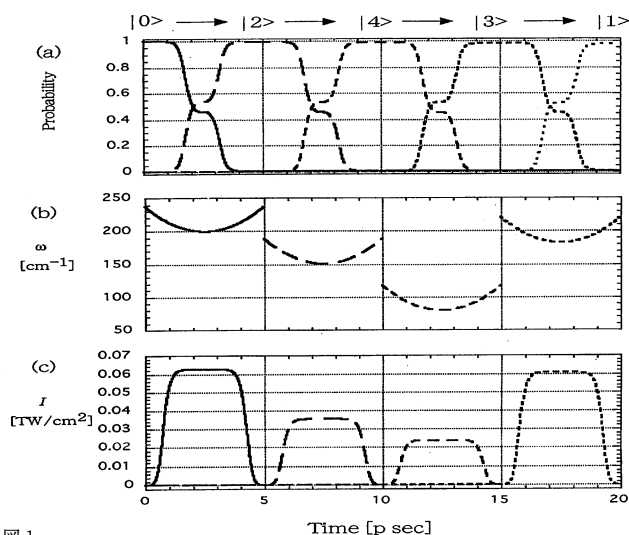 |0> → |2> → |4> → |3> → |1>
(a)
Probability
1
0.8
0.6
0.4
0.2
0
(b)
ω
[cm⁻¹]
250
200
150
100
50
(c)
I
[TW/cm²]
0.07
0.06
0.05
0.04
0.03
0.02
0.01
0
0 5 10 15 20
Time [p sec]
図 1